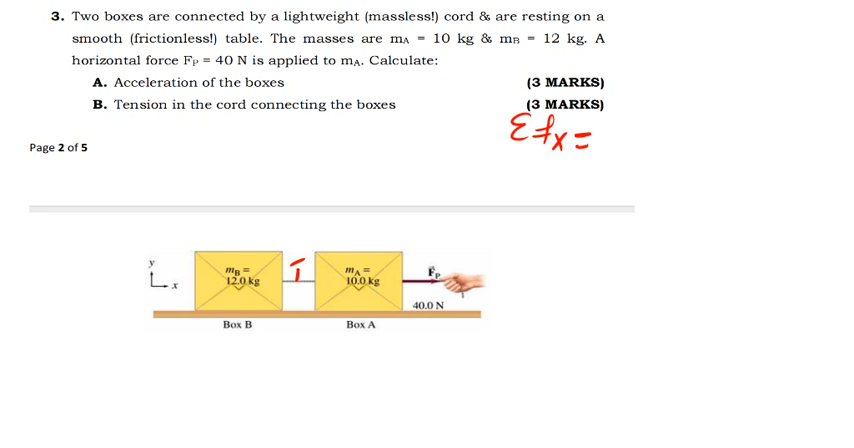 3. Two boxes are connected by a lightweight (massless!) cord & are resting on a
smooth (frictionless!) table. The masses are mA = 10 kg & mB = 12 kg. A
horizontal force FP = 40 N is applied to mA. Calculate:
A. Acceleration of the boxes (3 MARKS)
B. Tension in the cord connecting the boxes (3 MARKS)
Σfx =
Page 2 of 5
y
x
mB =
12.0 kg
T
mA =
10.0 kg
FP
40.0 N
Box B
Box A